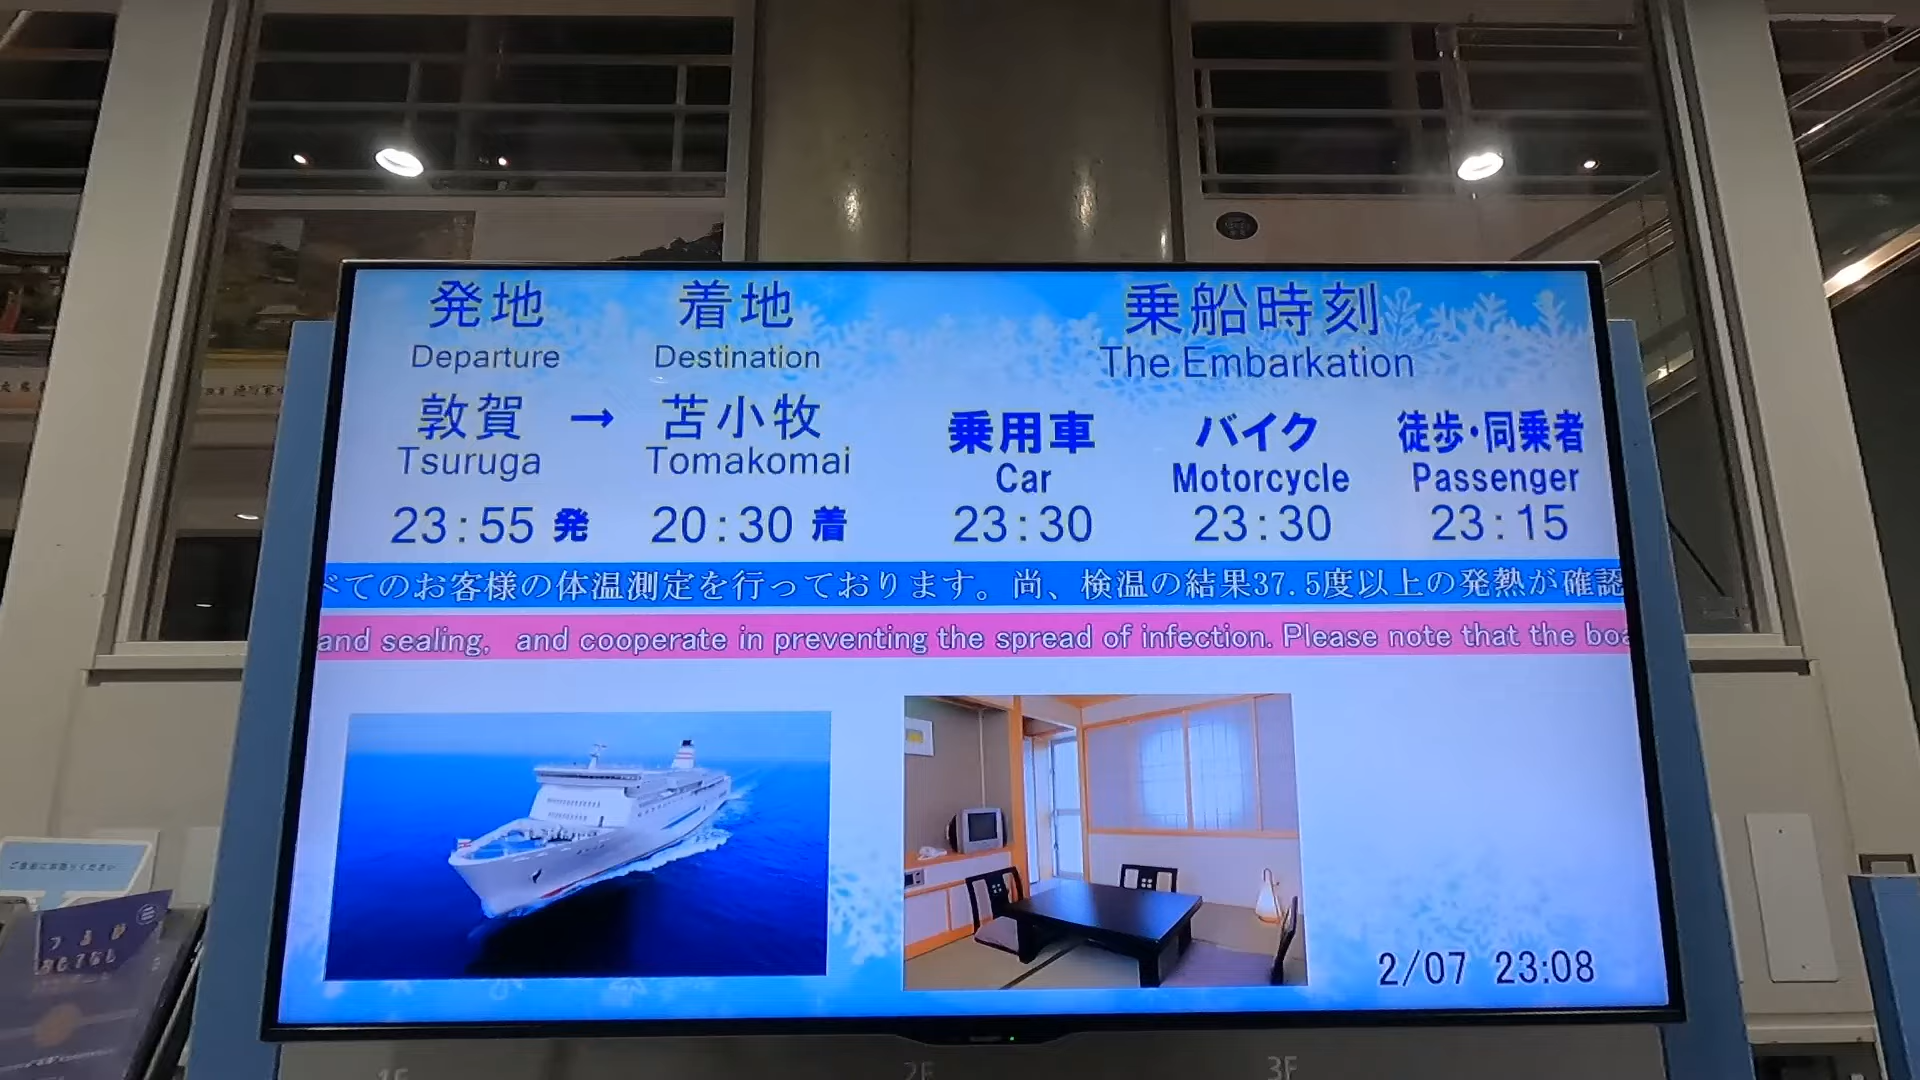 発地 着地 乗船時刻
Departure Destination The Embarkation
敦賀 → 苫小牧 乗用車 バイク 徒歩・同乗者
Tsuruga Tomakomai Car Motorcycle Passenger
23:55 発 20:30 着 23:30 23:30 23:15
べてのお客様の体温測定を行っております。尚、検温の結果37.5度以上の発熱が確認
and sealing, and cooperate in preventing the spread of infection. Please note that the boa
2/07 23:08
1F 2F 3F